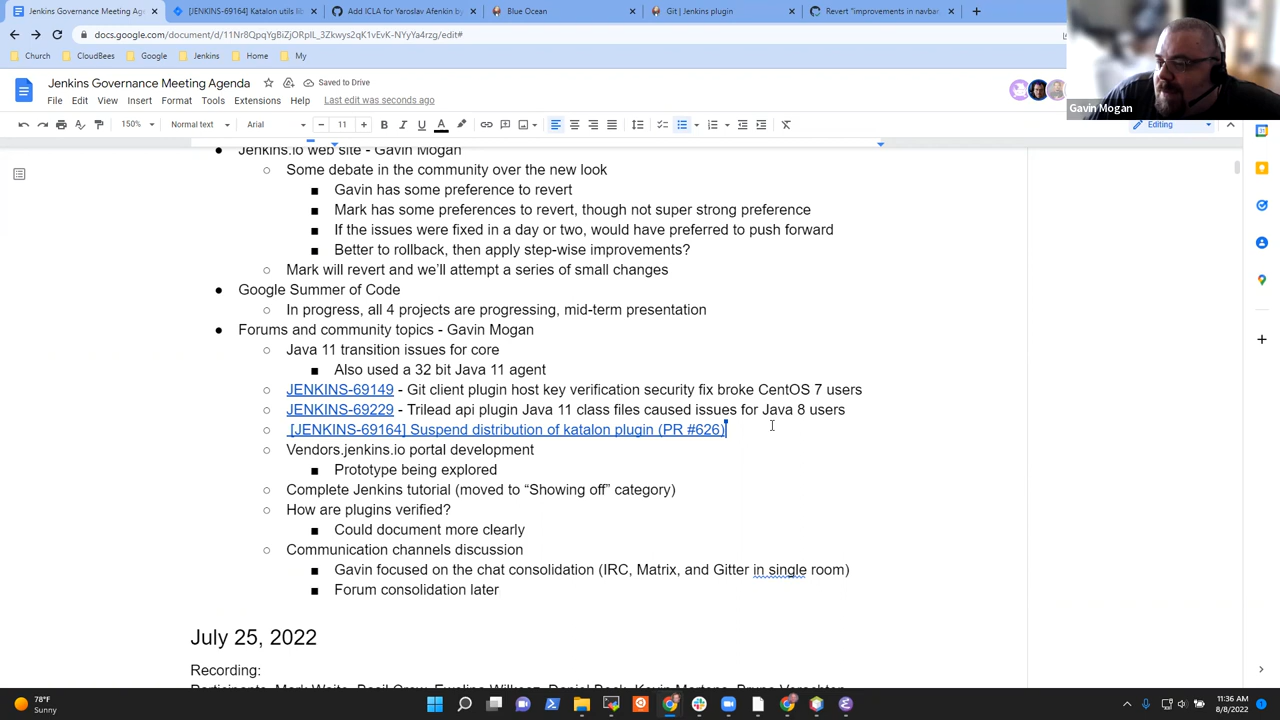 Jenkins Governance Meeting Age
[JENKINS-69164] Katalon utils lib
Add ICLA for Yaroslav Afenkin by
Blue Ocean
Git | Jenkins plugin
Revert "improvements in navbar
docs.google.com/document/d/11Nr8QpqYgBiZjORplL_3Zkwys2qK1vEvK-NYyYa4rzg/edit#
Church
CloudBees
Google
Jenkins
Home
My
Jenkins Governance Meeting Agenda
Saved to Drive
File Edit View Insert Format Tools Extensions Help Last edit was seconds ago
Gavin Mogan
150% Normal text Arial 11 Editing
Jenkins.io web site - Gavin Mogan
Some debate in the community over the new look
Gavin has some preference to revert
Mark has some preferences to revert, though not super strong preference
If the issues were fixed in a day or two, would have preferred to push forward
Better to rollback, then apply step-wise improvements?
Mark will revert and we'll attempt a series of small changes
Google Summer of Code
In progress, all 4 projects are progressing, mid-term presentation
Forums and community topics - Gavin Mogan
Java 11 transition issues for core
Also used a 32 bit Java 11 agent
JENKINS-69149 - Git client plugin host key verification security fix broke CentOS 7 users
JENKINS-69229 - Trilead api plugin Java 11 class files caused issues for Java 8 users
[JENKINS-69164] Suspend distribution of katalon plugin (PR #626)
Vendors.jenkins.io portal development
Prototype being explored
Complete Jenkins tutorial (moved to "Showing off" category)
How are plugins verified?
Could document more clearly
Communication channels discussion
Gavin focused on the chat consolidation (IRC, Matrix, and Gitter in single room)
Forum consolidation later
July 25, 2022
Recording:
78°F
Sunny
11:36 AM
8/8/2022